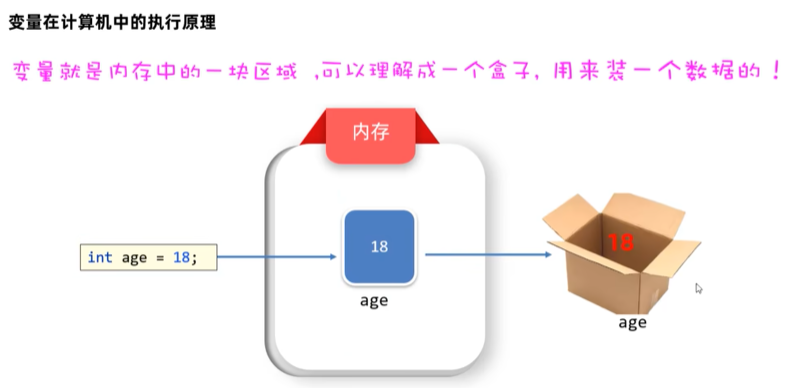 变量在计算机中的执行原理
变量就是内存中的一块区域,可以理解成一个盒子,用来装一个数据的!
内存
int age = 18;
18
age
18
age